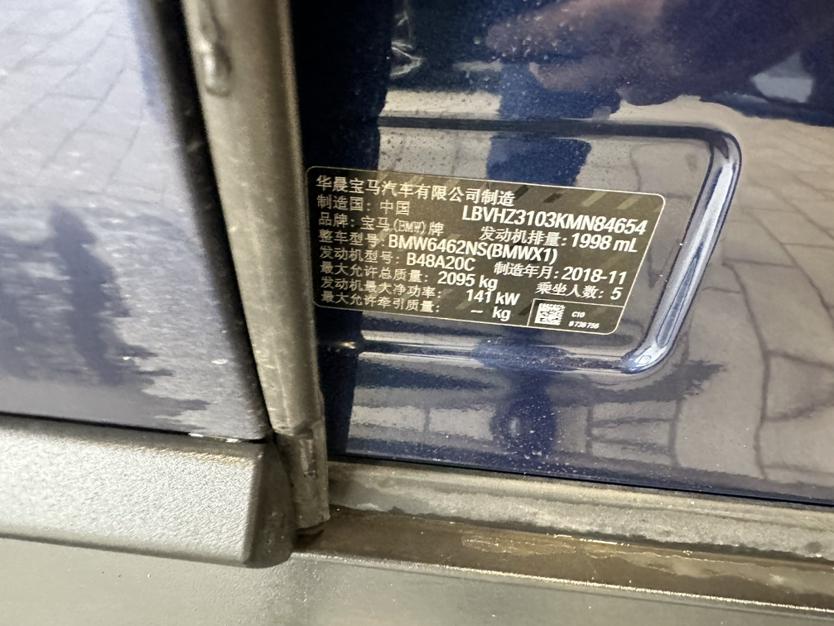 华晨宝马汽车有限公司制造
制造国：中国 LBVHZ3103KMN84654
品牌：宝马(BMW)牌 发动机排量：1998 mL
整车型号：BMW6462NS(BMWX1)
发动机型号：B48A20C 制造年月：2018-11
最大允许总质量：2095 kg 乘坐人数：5
发动机最大净功率：141 kW
最大允许牵引质量：— kg
C10
8 736 756